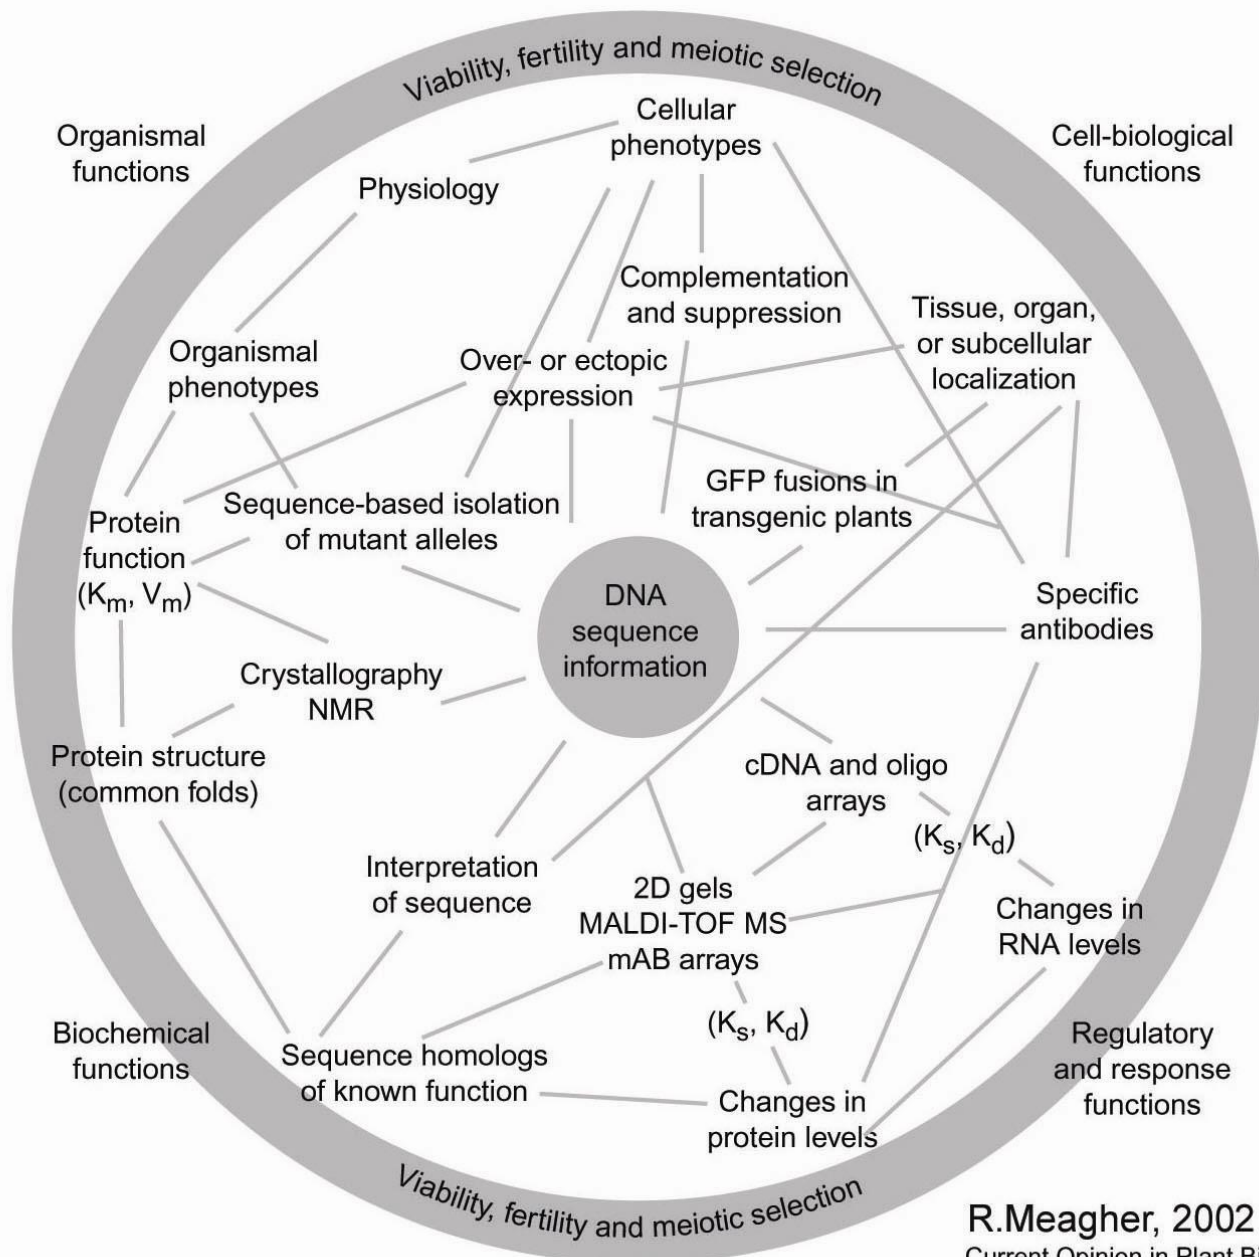 Viability, fertility and meiotic selection
Organismal
functions
Cell-biological
functions
Cellular
phenotypes
Physiology
Complementation
and suppression
Tissue, organ,
or subcellular
localization
Organismal
phenotypes
Over- or ectopic
expression
GFP fusions in
transgenic plants
Sequence-based isolation
of mutant alleles
Protein
function
(Km, Vm)
DNA
sequence
information
Specific
antibodies
Crystallography
NMR
Protein structure
(common folds)
cDNA and oligo
arrays
(Ks, Kd)
Interpretation
of sequence
2D gels
MALDI-TOF MS
mAB arrays
Changes in
RNA levels
(Ks, Kd)
Biochemical
functions
Sequence homologs
of known function
Changes in
protein levels
Regulatory
and response
functions
Viability, fertility and meiotic selection
R.Meagher, 2002
Current Opinion in Plant B